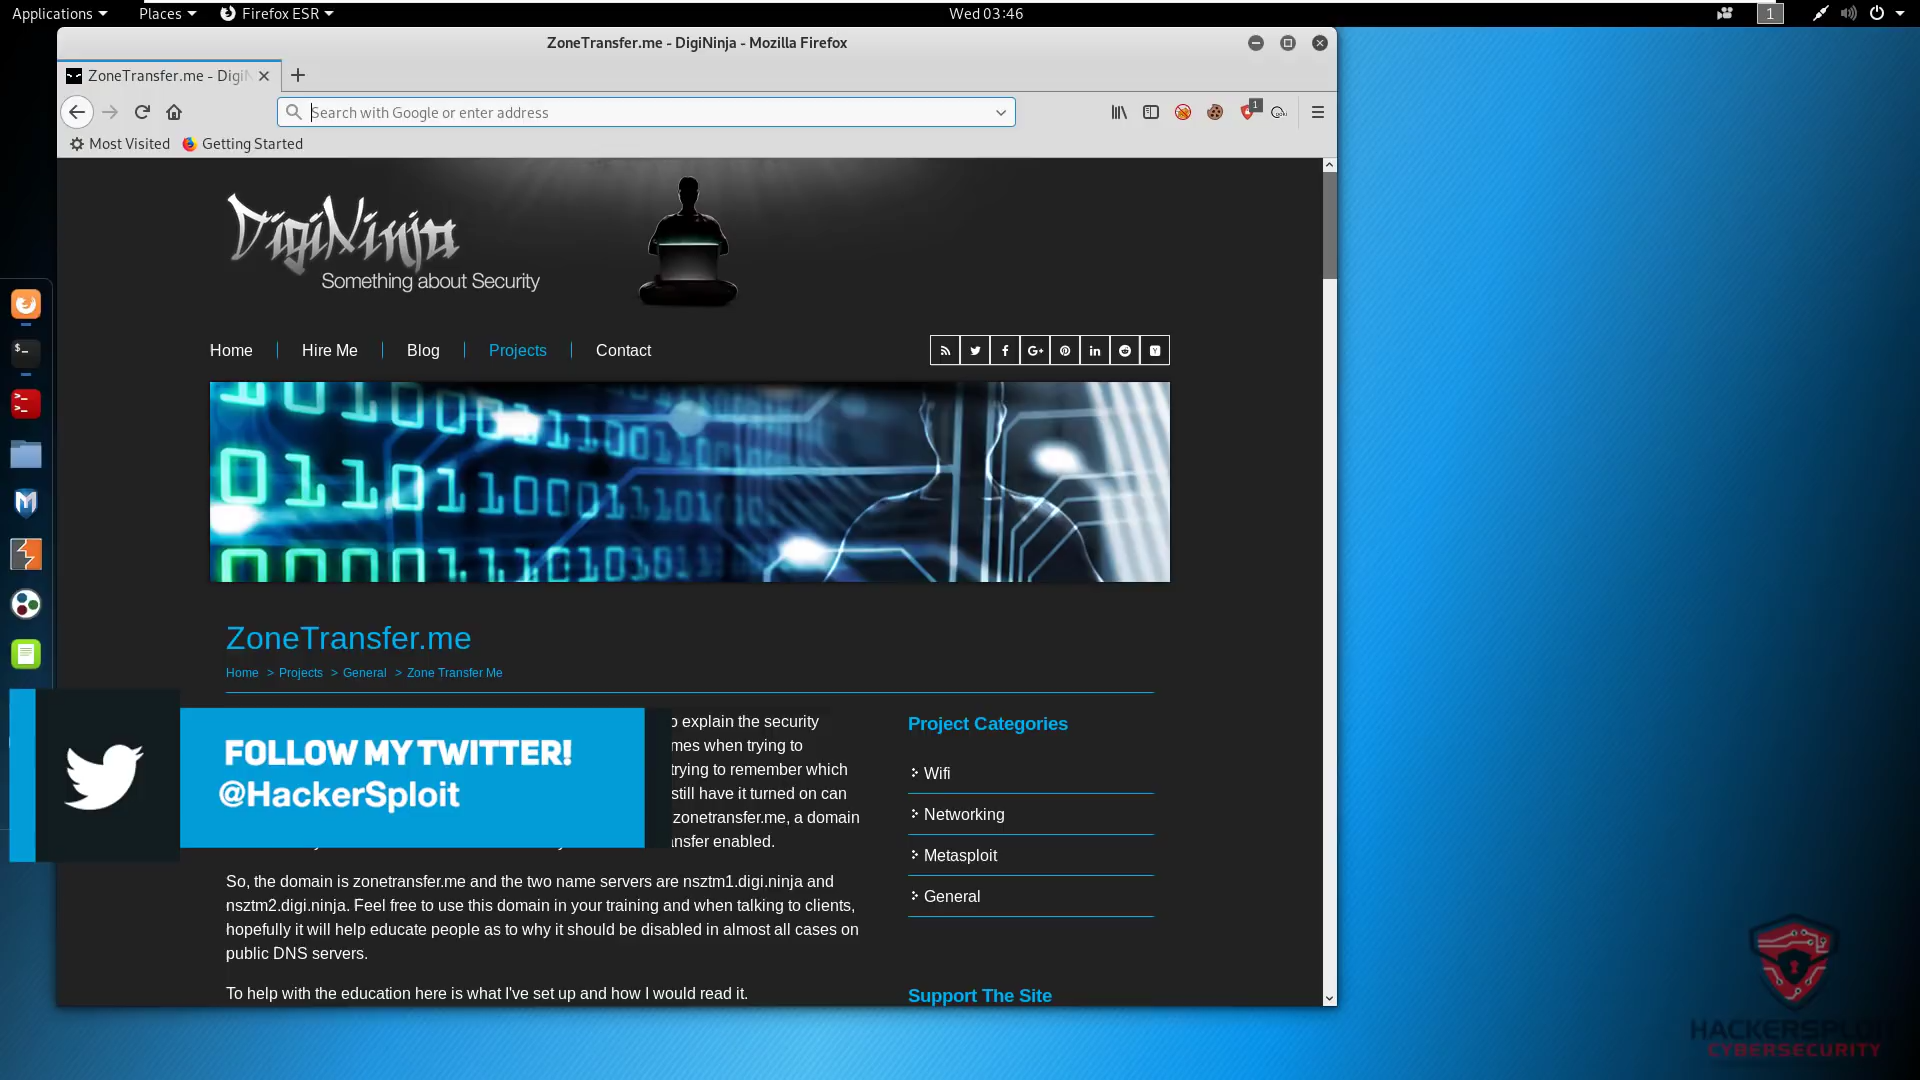 Applications
Places
Firefox ESR
Wed 03:46
1
ZoneTransfer.me - DigiNinja - Mozilla Firefox
ZoneTransfer.me - DigiN
Search with Google or enter address
1
Most Visited
Getting Started
DigiNinja
Something about Security
Home
Hire Me
Blog
Projects
Contact
ZoneTransfer.me
Home > Projects > General > Zone Transfer Me
explain the security
when trying to
trying to remember which
still have it turned on can
zonetransfer.me, a domain
enabled.
FOLLOW MY TWITTER!
@HackerSploit
So, the domain is zonetransfer.me and the two name servers are nsztm1.digi.ninja and
nsztm2.digi.ninja. Feel free to use this domain in your training and when talking to clients,
hopefully it will help educate people as to why it should be disabled in almost all cases on
public DNS servers.
To help with the education here is what I've set up and how I would read it.
Project Categories
Wifi
Networking
Metasploit
General
Support The Site
HACKERSPLOIT
CYBERSECURITY